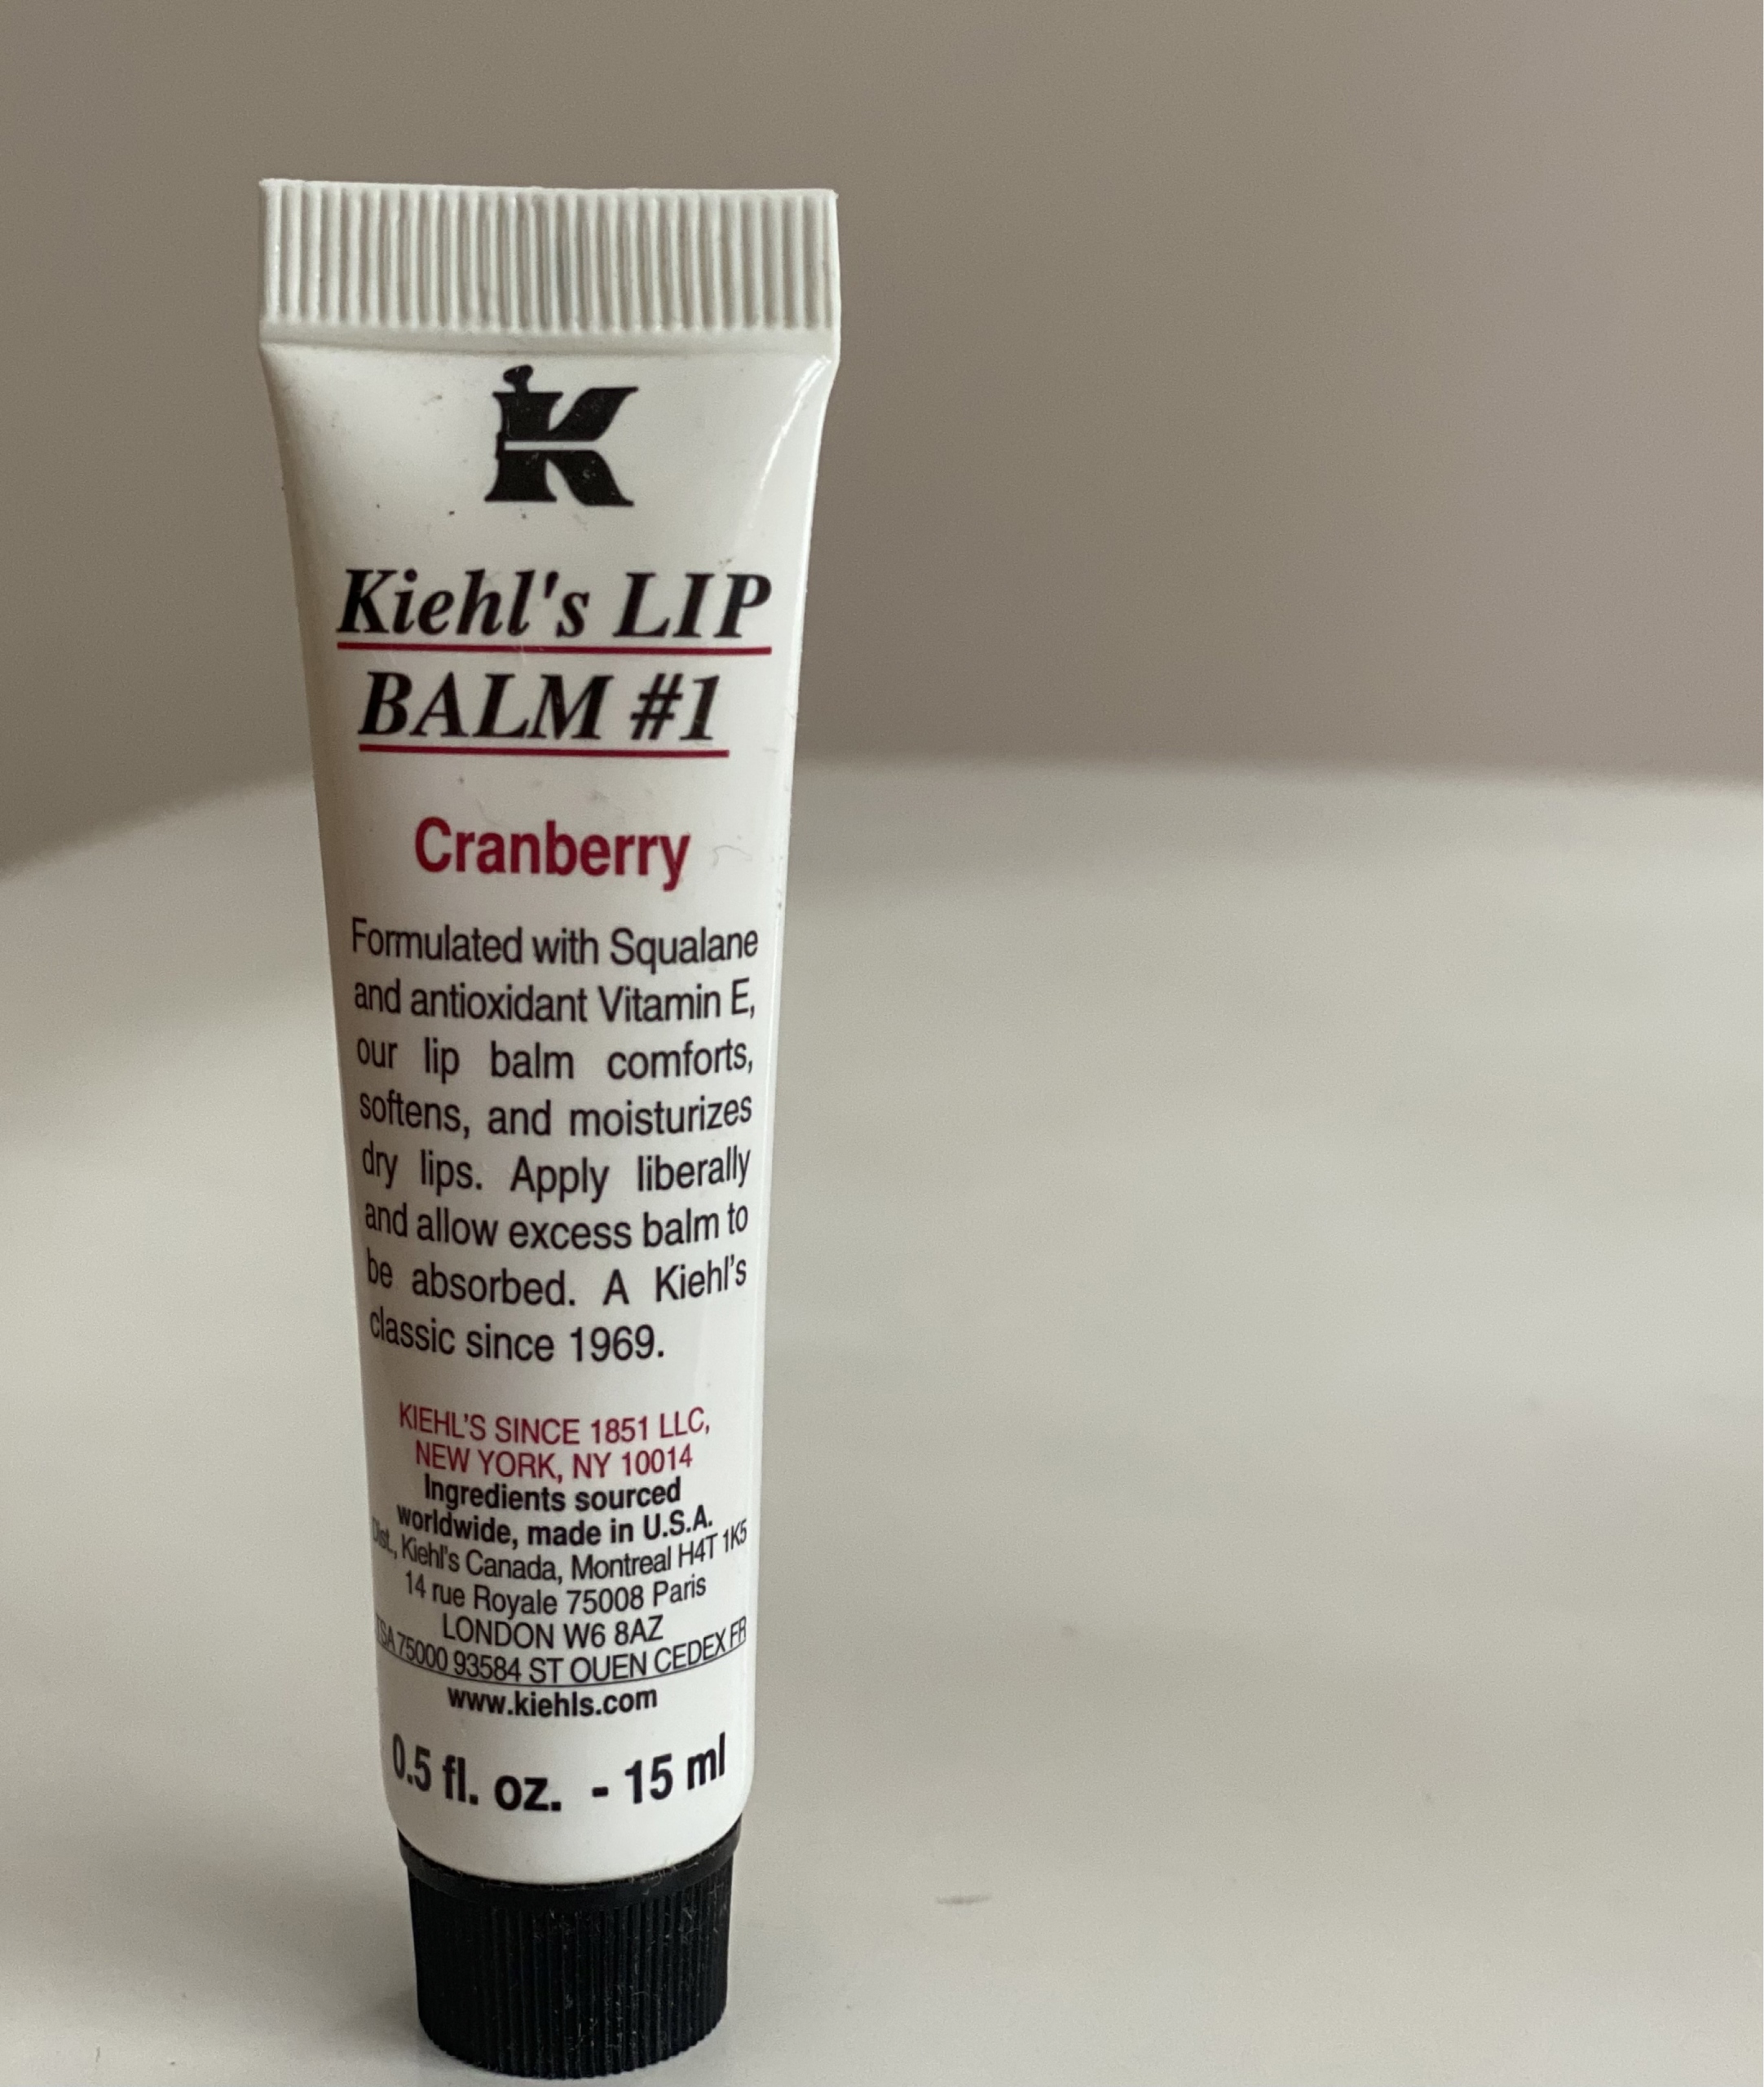 K
Kiehl's LIP
BALM #1
Cranberry
Formulated with Squalane
and antioxidant Vitamin E,
our lip balm comforts,
softens, and moisturizes
dry lips. Apply liberally
and allow excess balm to
be absorbed. A Kiehl's
classic since 1969.
KIEHL'S SINCE 1851 LLC,
NEW YORK, NY 10014
Ingredients sourced
worldwide, made in U.S.A.
Dist., Kiehl's Canada, Montreal H4T 1K5
14 rue Royale 75008 Paris
LONDON W6 8AZ
TSA 75000 93584 ST OUEN CEDEX FR
www.kiehls.com
0.5 fl. oz. - 15 ml